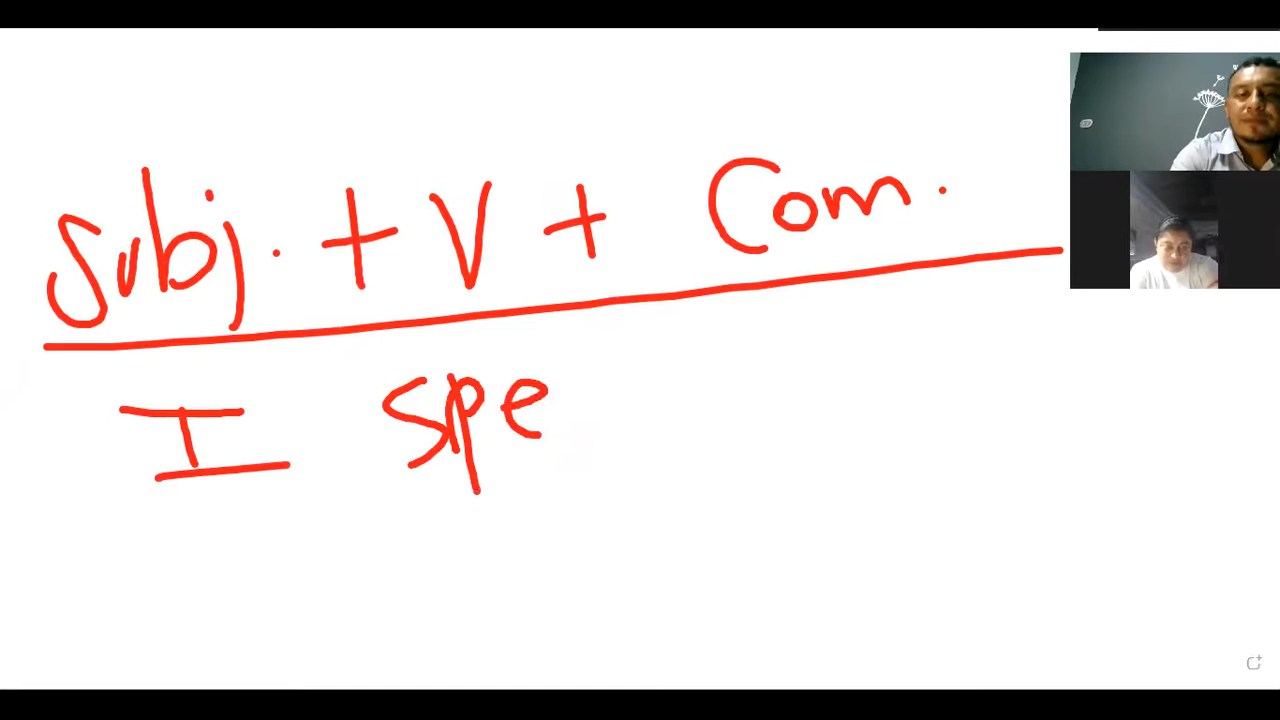 Subj. + V + Com.
I spe